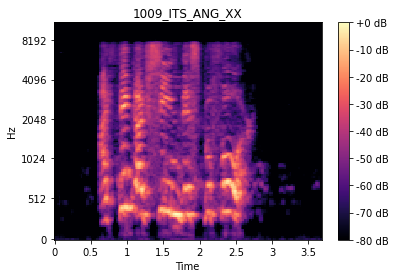 1009_ITS_ANG_XX
+0 dB
8192
-10 dB
4096
-20 dB
-30 dB
2048
Hz
-40 dB
1024
-50 dB
512
-60 dB
-70 dB
0
-80 dB
0 0.5 1 1.5 2 2.5 3 3.5
Time